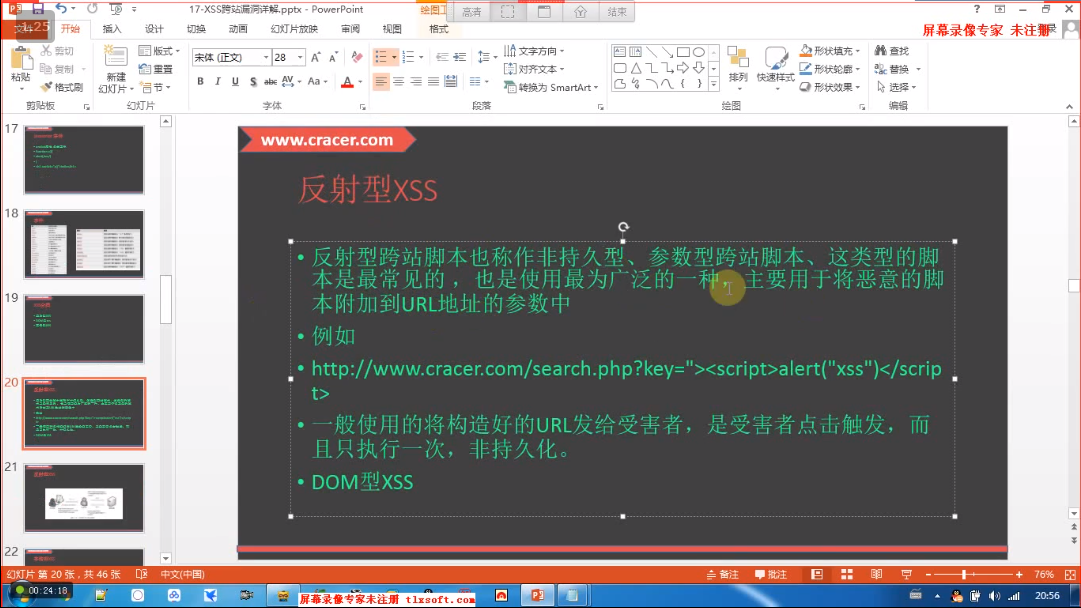 17-XSS跨站漏洞详解.pptx - PowerPoint
高清
结束
1.25
开始
插入
设计
切换
动画
幻灯片放映
审阅
视图
格式
屏幕录像专家 未注册
粘贴
剪切
复制
格式刷
剪贴板
新建
幻灯片
版式
重置
节
幻灯片
宋体 (正文)
28
字体
文字方向
对齐文本
转换为 SmartArt
段落
排列
快速样式
形状填充
形状轮廓
形状效果
绘图
查找
替换
选择
编辑
17
18
19
20
21
22
www.cracer.com
反射型XSS
• 反射型跨站脚本也称作非持久型、参数型跨站脚本、这类型的脚
本是最常见的 ，也是使用最为广泛的一种，主要用于将恶意的脚
本附加到URL地址的参数中
• 例如
• http://www.cracer.com/search.php?key="><script>alert("xss")</scrip
t>
• 一般使用的将构造好的URL发给受害者，是受害者点击触发，而
且只执行一次，非持久化。
• DOM型XSS
幻灯片 第 20 张，共 46 张
中文(中国)
备注
批注
76%
00:24:18
屏幕录像专家未注册 tlxsoft.com
20:56